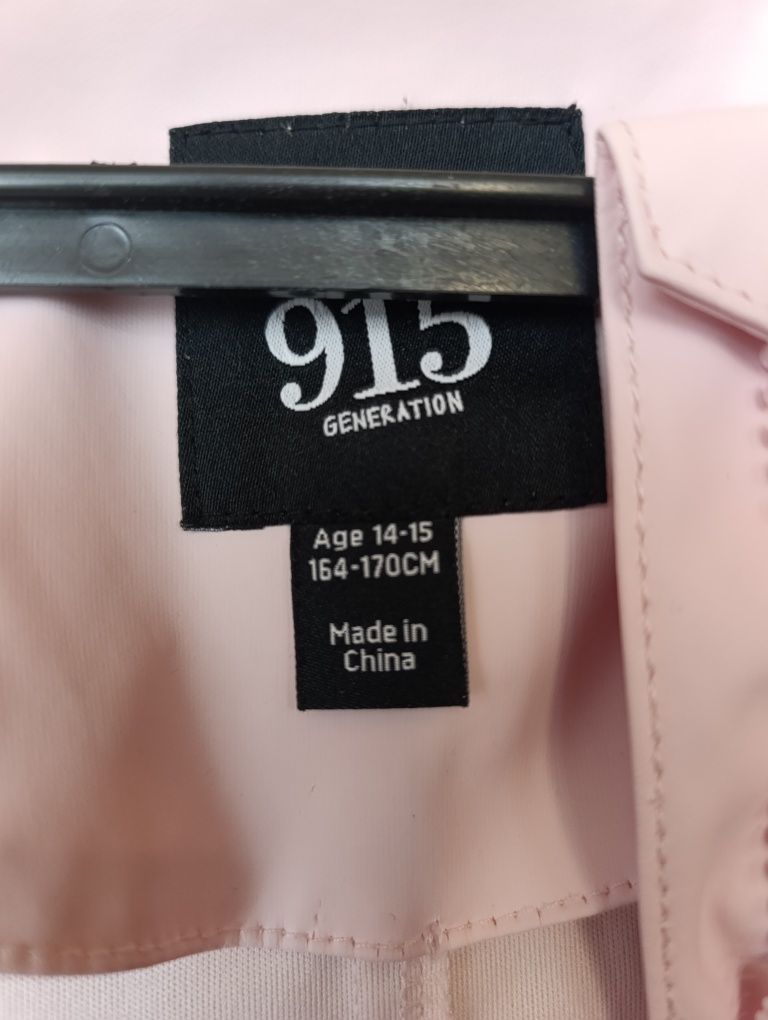 915
GENERATION
Age 14-15
164-170CM
Made in
China